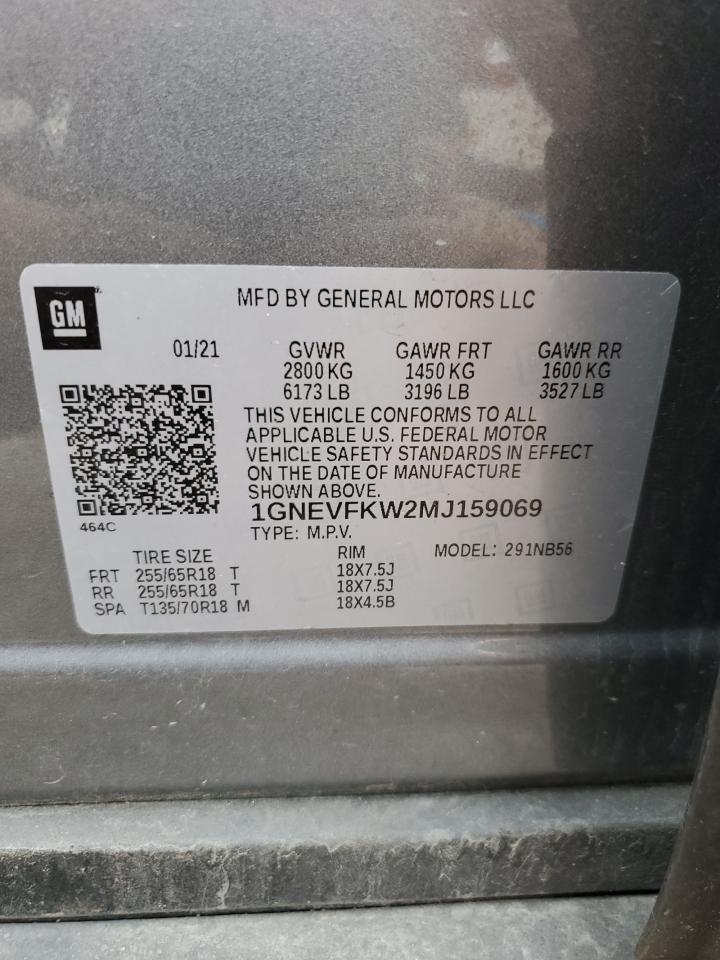 GM
MFD BY GENERAL MOTORS LLC
01/21 GVWR GAWR FRT GAWR RR
2800 KG 1450 KG 1600 KG
6173 LB 3196 LB 3527 LB
THIS VEHICLE CONFORMS TO ALL
APPLICABLE U.S. FEDERAL MOTOR
VEHICLE SAFETY STANDARDS IN EFFECT
ON THE DATE OF MANUFACTURE
SHOWN ABOVE.
464C
1GNEVFKW2MJ159069
TYPE: M.P.V.
TIRE SIZE RIM MODEL: 291NB56
FRT 255/65R18 T 18X7.5J
RR 255/65R18 T 18X7.5J
SPA T135/70R18 M 18X4.5B